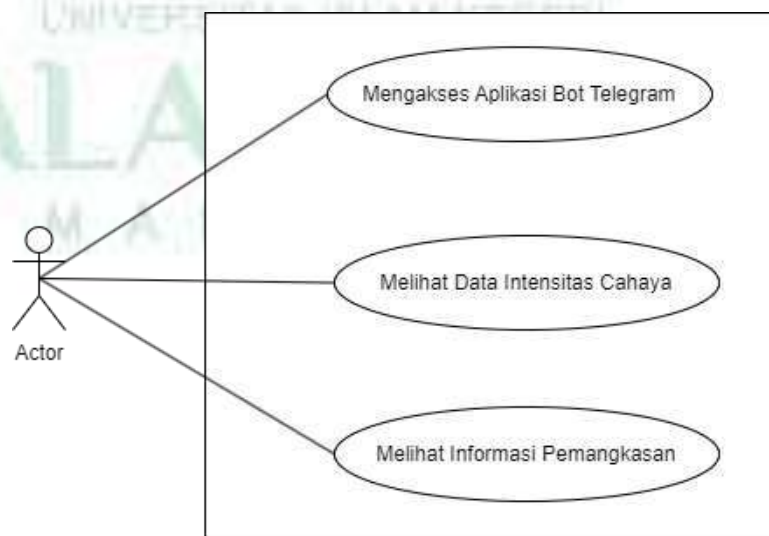 Mengakses Aplikasi Bot Telegram
Melihat Data Intensitas Cahaya
Actor
Melihat Informasi Pemangkasan